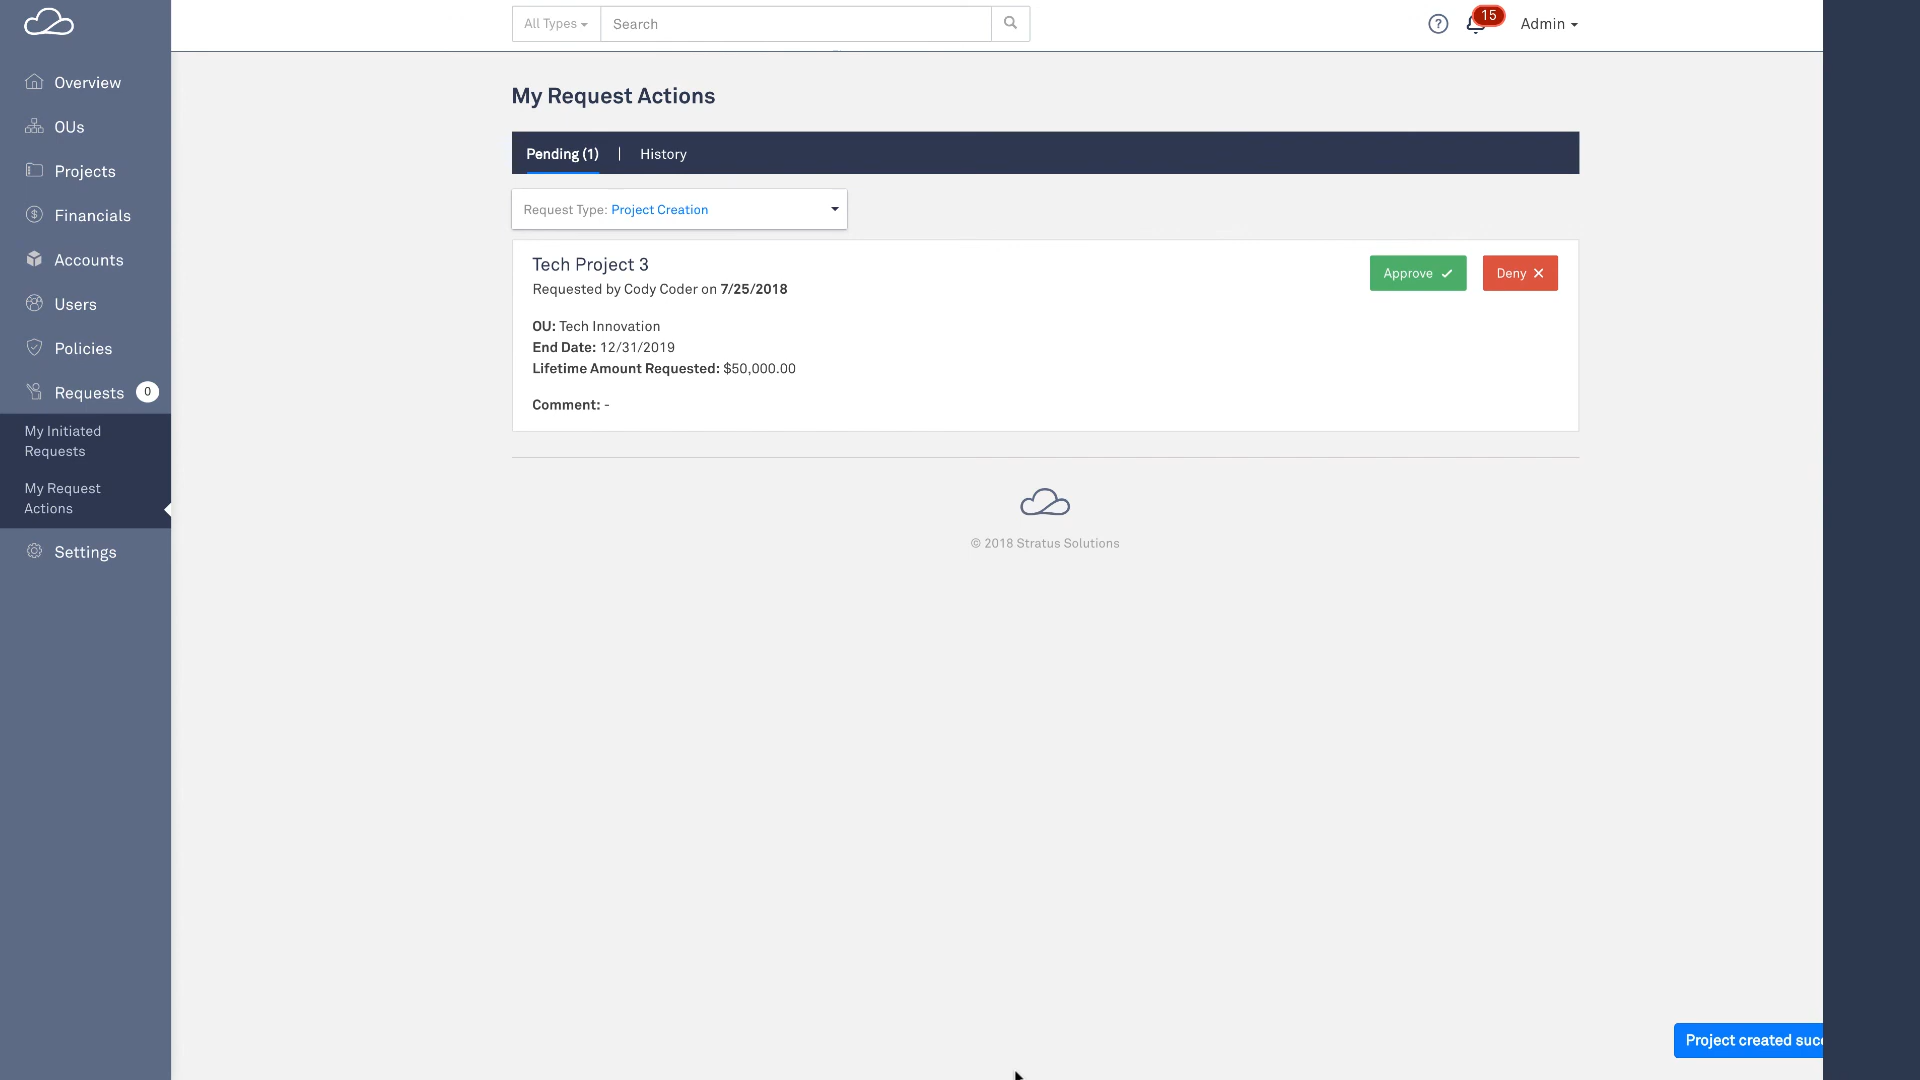 All Types
Search
?
15
Admin
Overview
OUs
Projects
Financials
Accounts
Users
Policies
Requests 0
My Initiated
Requests
My Request
Actions
Settings
My Request Actions
Pending (1) | History
Request Type: Project Creation
Tech Project 3
Requested by Cody Coder on 7/25/2018
Approve
Deny
OU: Tech Innovation
End Date: 12/31/2019
Lifetime Amount Requested: $50,000.00
Comment: -
© 2018 Stratus Solutions
Project created succ